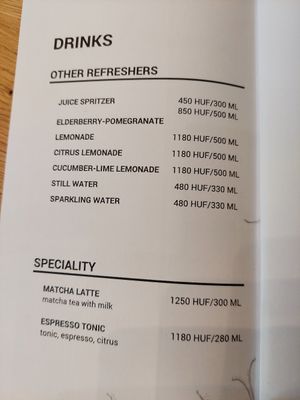 DRINKS
OTHER REFRESHERS
JUICE SPRITZER 450 HUF/300 ML
850 HUF/500 ML
ELDERBERRY-POMEGRANATE
LEMONADE 1180 HUF/500 ML
CITRUS LEMONADE 1180 HUF/500 ML
CUCUMBER-LIME LEMONADE 1180 HUF/500 ML
STILL WATER 480 HUF/330 ML
SPARKLING WATER 480 HUF/330 ML
SPECIALITY
MATCHA LATTE
matcha tea with milk 1250 HUF/300 ML
ESPRESSO TONIC
tonic, espresso, citrus 1180 HUF/280 ML